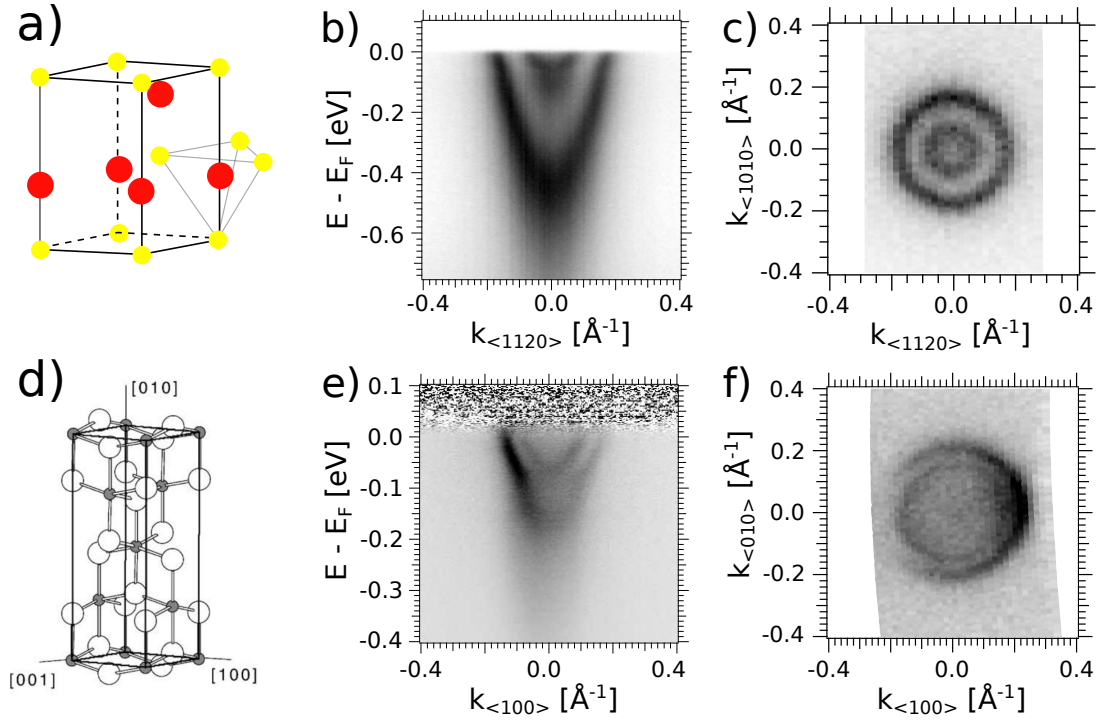 a)
b)
E - E_F [eV]
0.0
-0.2
-0.4
-0.6
-0.4
0.0
0.4
k_<1120> [Å⁻¹]
c)
k_<1010> [Å⁻¹]
0.4
0.2
0.0
-0.2
-0.4
-0.4
0.0
0.4
k_<1120> [Å⁻¹]
d)
[010]
[001]
[100]
e)
E - E_F [eV]
0.1
0.0
-0.1
-0.2
-0.3
-0.4
-0.4
0.0
0.4
k_<100> [Å⁻¹]
f)
k_<010> [Å⁻¹]
0.4
0.2
0.0
-0.2
-0.4
-0.4
0.0
0.4
k_<100> [Å⁻¹]